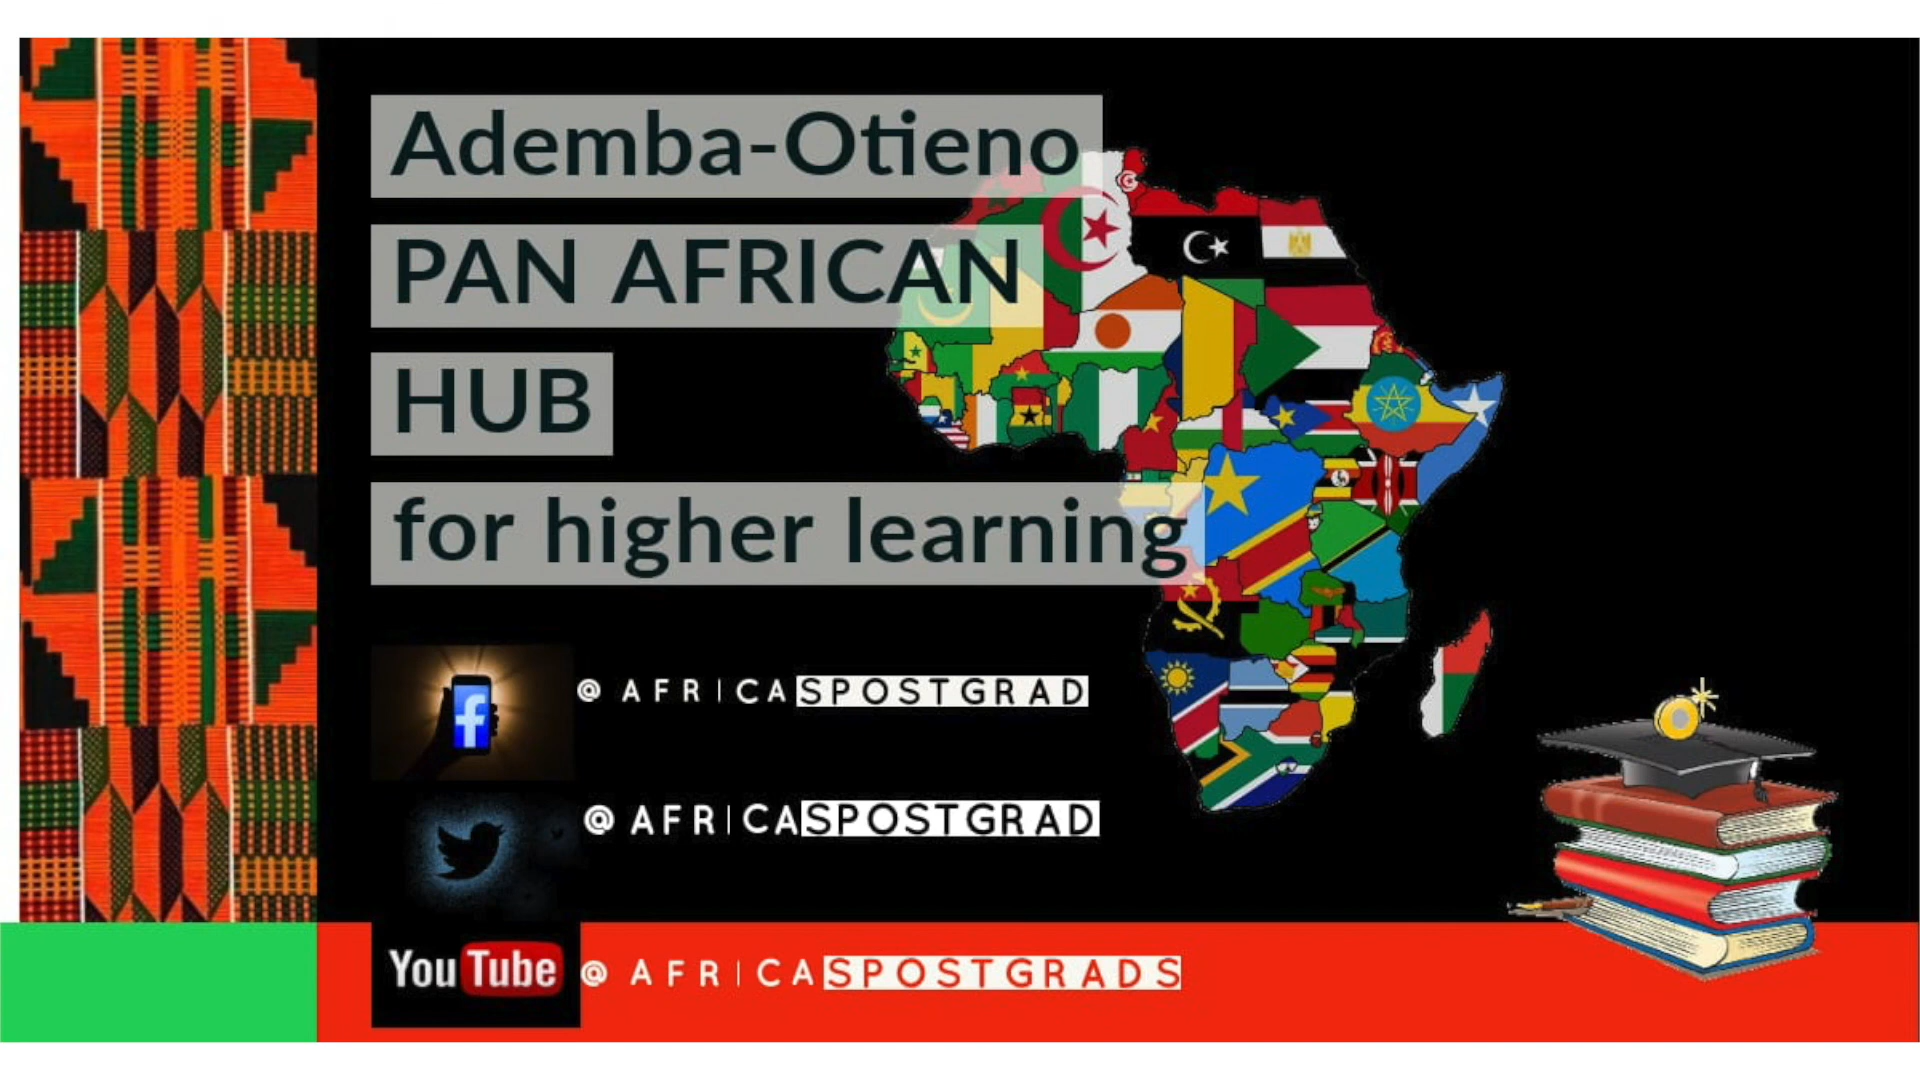 Ademba-Otieno
PAN AFRICAN
HUB
for higher learning
f
@ AFRICASPOSTGRAD
@ AFRICASPOSTGRAD
YouTube @ AFRICASPOSTGRADS